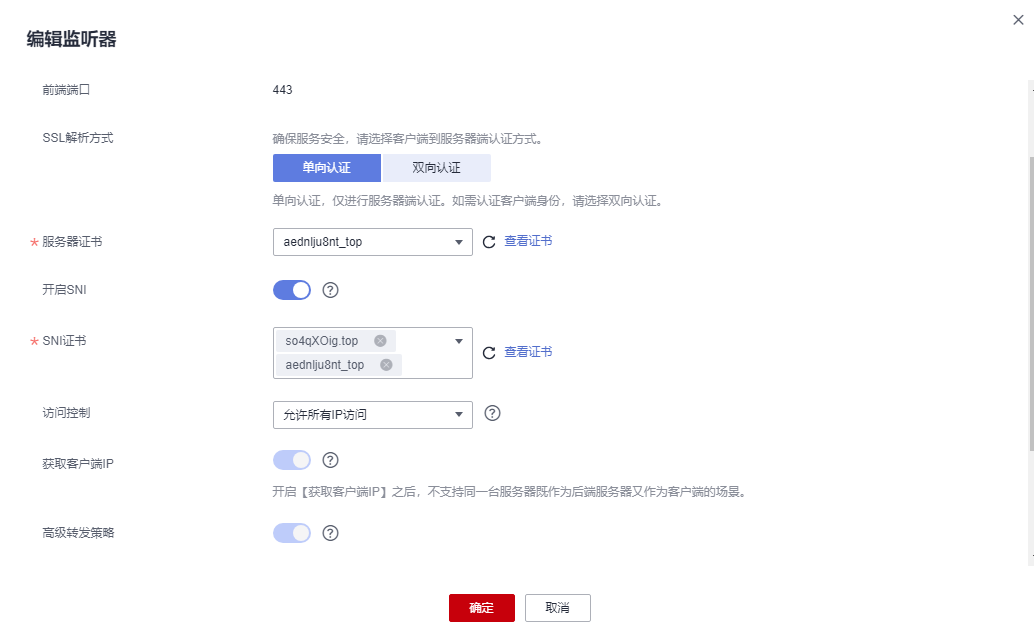 编辑监听器
前端端口 443
SSL解析方式 确保服务安全，请选择客户端到服务器端认证方式。
单向认证 双向认证
单向认证，仅进行服务器端认证。如需认证客户端身份，请选择双向认证。
* 服务器证书 aednlju8nt_top 查看证书
开启SNI ?
* SNI证书 so4qXOig.top 查看证书
aednlju8nt_top
访问控制 允许所有IP访问 ?
获取客户端IP ?
开启【获取客户端IP】之后，不支持同一台服务器既作为后端服务器又作为客户端的场景。
高级转发策略 ?
确定 取消